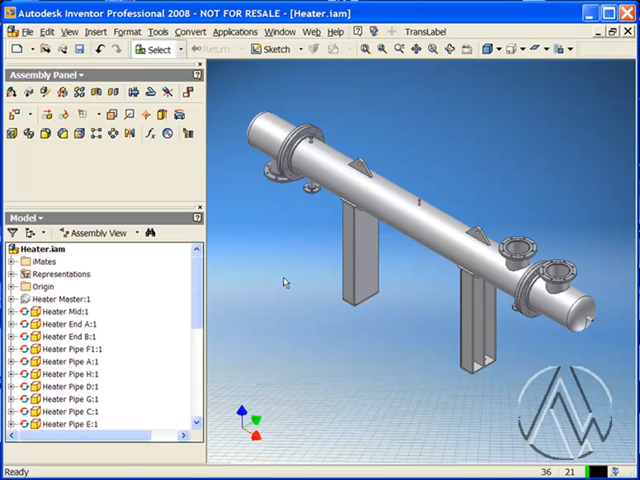 Autodesk Inventor Professional 2008 - NOT FOR RESALE - [Heater.iam]
File Edit View Insert Format Tools Convert Applications Window Web Help TransLabel
Select Return Sketch
Assembly Panel
Model
Assembly View
Heater.iam
iMates
Representations
Origin
Heater Master:1
Heater Mid:1
Heater End A:1
Heater End B:1
Heater Pipe F1:1
Heater Pipe A:1
Heater Pipe H:1
Heater Pipe D:1
Heater Pipe G:1
Heater Pipe C:1
Heater Pipe E:1
Ready 36 21